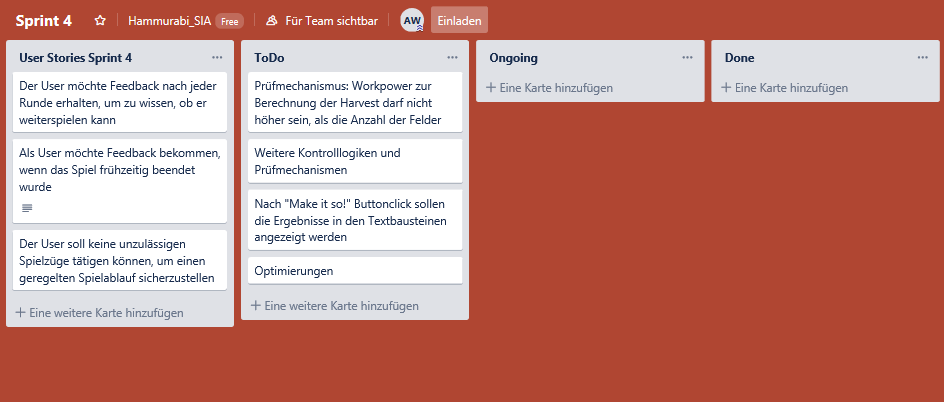 Sprint 4
Hammurabi_SIA Free
Für Team sichtbar
AW
Einladen
User Stories Sprint 4
Der User möchte Feedback nach jeder
Runde erhalten, um zu wissen, ob er
weiterspielen kann
Als User möchte Feedback bekommen,
wenn das Spiel frühzeitig beendet
wurde
Der User soll keine unzulässigen
Spielzüge tätigen können, um einen
geregelten Spielablauf sicherzustellen
+ Eine weitere Karte hinzufügen
ToDo
Prüfmechanismus: Workpower zur
Berechnung der Harvest darf nicht
höher sein, als die Anzahl der Felder
Weitere Kontrolllogiken und
Prüfmechanismen
Nach "Make it so!" Buttonclick sollen
die Ergebnisse in den Textbausteinen
angezeigt werden
Optimierungen
+ Eine weitere Karte hinzufügen
Ongoing
+ Eine Karte hinzufügen
Done
+ Eine Karte hinzufügen